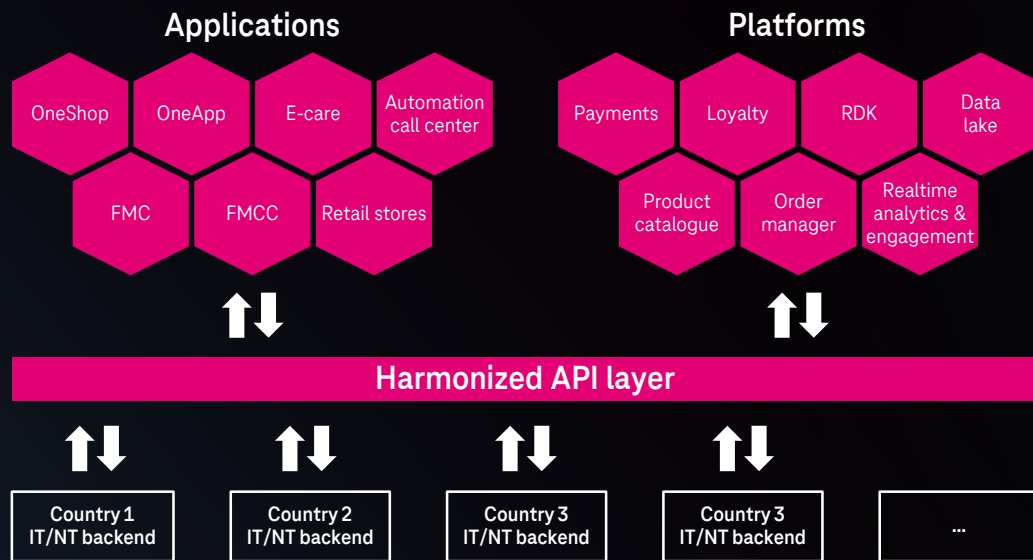 Applications
Platforms
OneShop
OneApp
E-care
Automation
call center
FMC
FMCC
Retail stores
Payments
Loyalty
RDK
Data
lake
Product
catalogue
Order
manager
Realtime
analytics &
engagement
Harmonized API layer
Country 1
IT/NT backend
Country 2
IT/NT backend
Country 3
IT/NT backend
Country 3
IT/NT backend
...